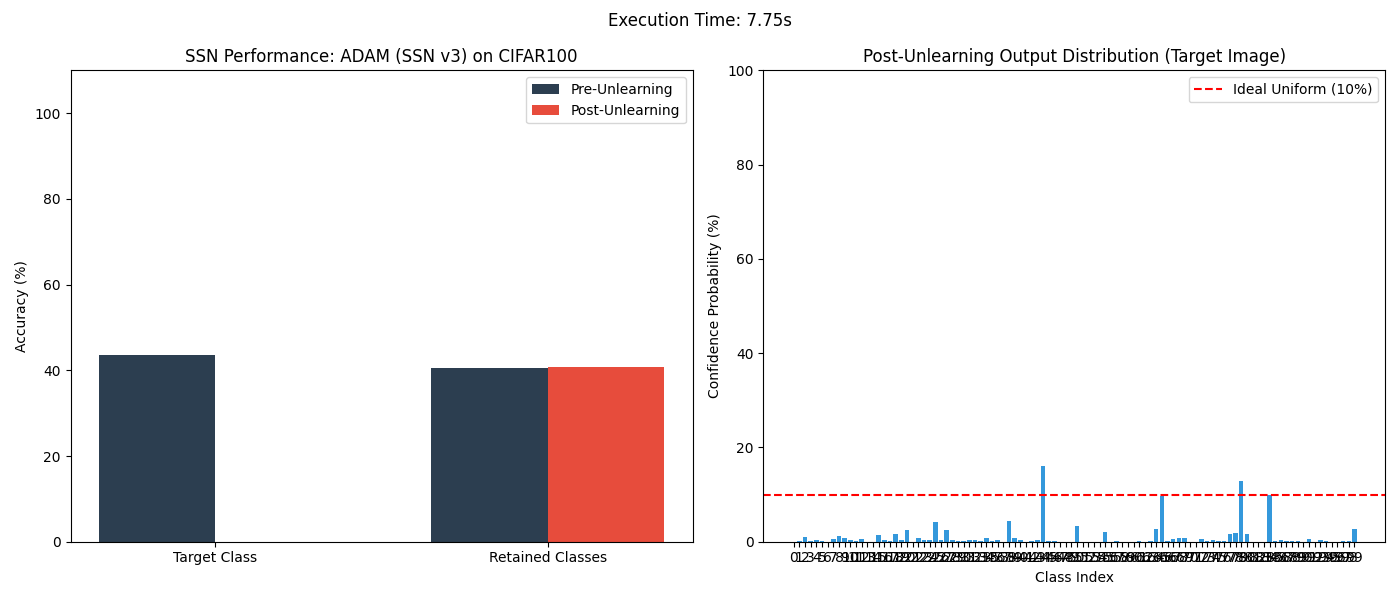 Execution Time: 7.75s
SSN Performance: ADAM (SSN v3) on CIFAR100
Pre-Unlearning
Post-Unlearning
Accuracy (%)
100
80
60
40
20
0
Target Class
Retained Classes
Post-Unlearning Output Distribution (Target Image)
Ideal Uniform (10%)
Confidence Probability (%)
100
80
60
40
20
0
Class Index